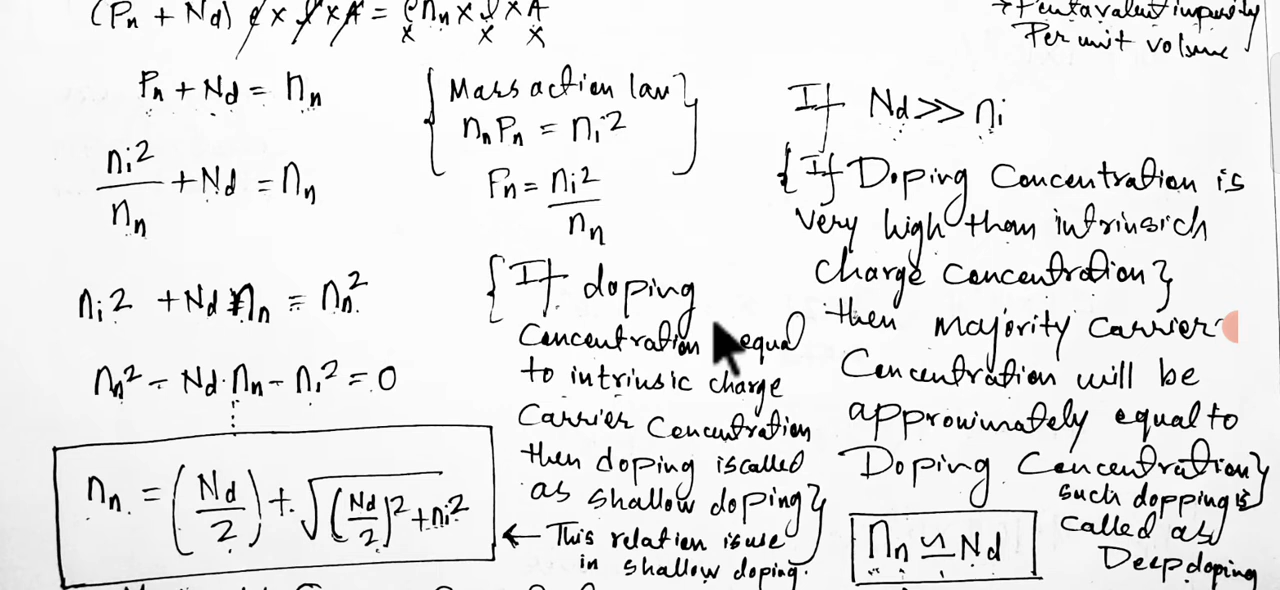 (Pn + Nd) e × J × A = e nn × J × A
→ Pentavalent impurity
Per unit volume
Pn + Nd = nn
{ Mass action law }
nn Pn = ni²
ni²/nn + Nd = nn
Pn = ni²/nn
ni² + Nd nn = nn²
nn² - Nd·nn - ni² = 0
nn = (Nd/2) + √((Nd/2)² + ni²)
{ If doping
Concentration equal
to intrinsic charge
Carrier Concentration
then doping is called
as shallow doping }
← This relation is use
in shallow doping.
If Nd >> ni
{ If Doping Concentration is
very high than intrinsich
charge Concentration }
then majority carrier
Concentration will be
approximately equal to
Doping Concentration }
such dopping is
called as
Deep doping
nn ≃ Nd